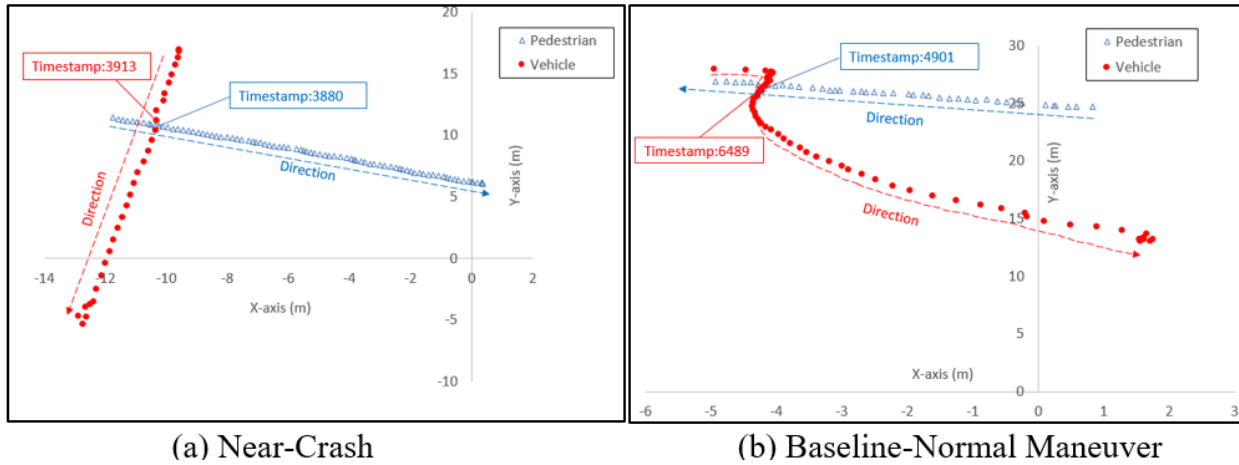 20
15
10
5
0
-5
-10
-14
-12
-10
-8
-6
-4
-2
0
2
X-axis (m)
Y-axis (m)
Pedestrian
Vehicle
Timestamp:3913
Timestamp:3880
Direction
Direction
(a) Near-Crash
30
25
20
15
10
5
0
-6
-5
-4
-3
-2
-1
0
1
2
3
X-axis (m)
Y-axis (m)
Pedestrian
Vehicle
Timestamp:4901
Timestamp:6489
Direction
Direction
(b) Baseline-Normal Maneuver